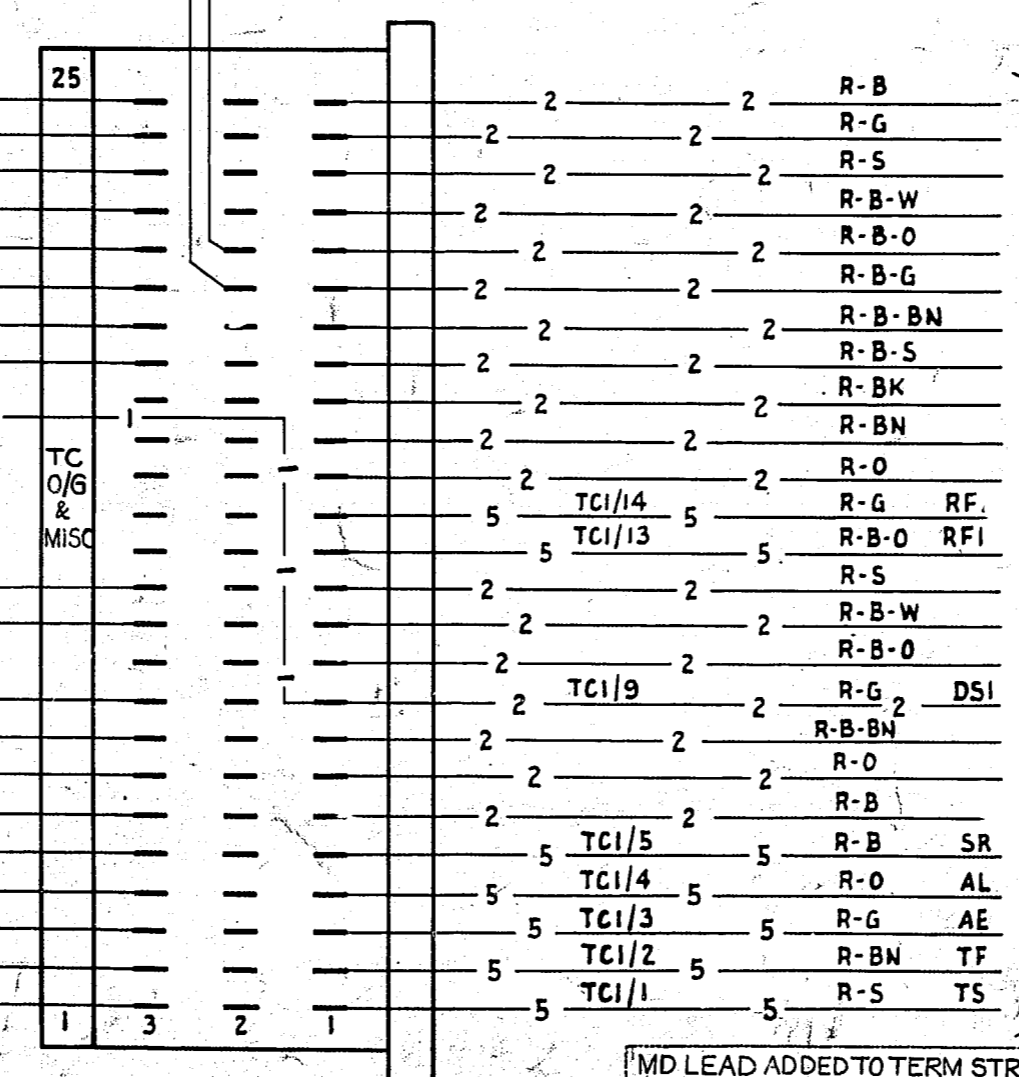 25
2 2 R-B
2 2 R-G
2 2 R-S
2 2 R-B-W
2 2 R-B-O
2 2 R-B-G
2 2 R-B-BN
2 2 R-B-S
2 2 R-BK
1
2 2 R-BN
TC
O/G
&
MISC
2 2 R-O
5 TC1/14 5 R-G RF
5 TC1/13 5 R-B-O RF1
2 2 R-S
2 2 R-B-W
2 2 R-B-O
2 TC1/9 2 R-G 2 DS1
2 2 R-B-BN
2 2 R-O
2 2 R-B
5 TC1/5 5 R-B SR
5 TC1/4 5 R-O AL
5 TC1/3 5 R-G AE
5 TC1/2 5 R-BN TF
5 TC1/1 5 R-S TS
1 3 2 1
MD LEAD ADDED TO TERM STR